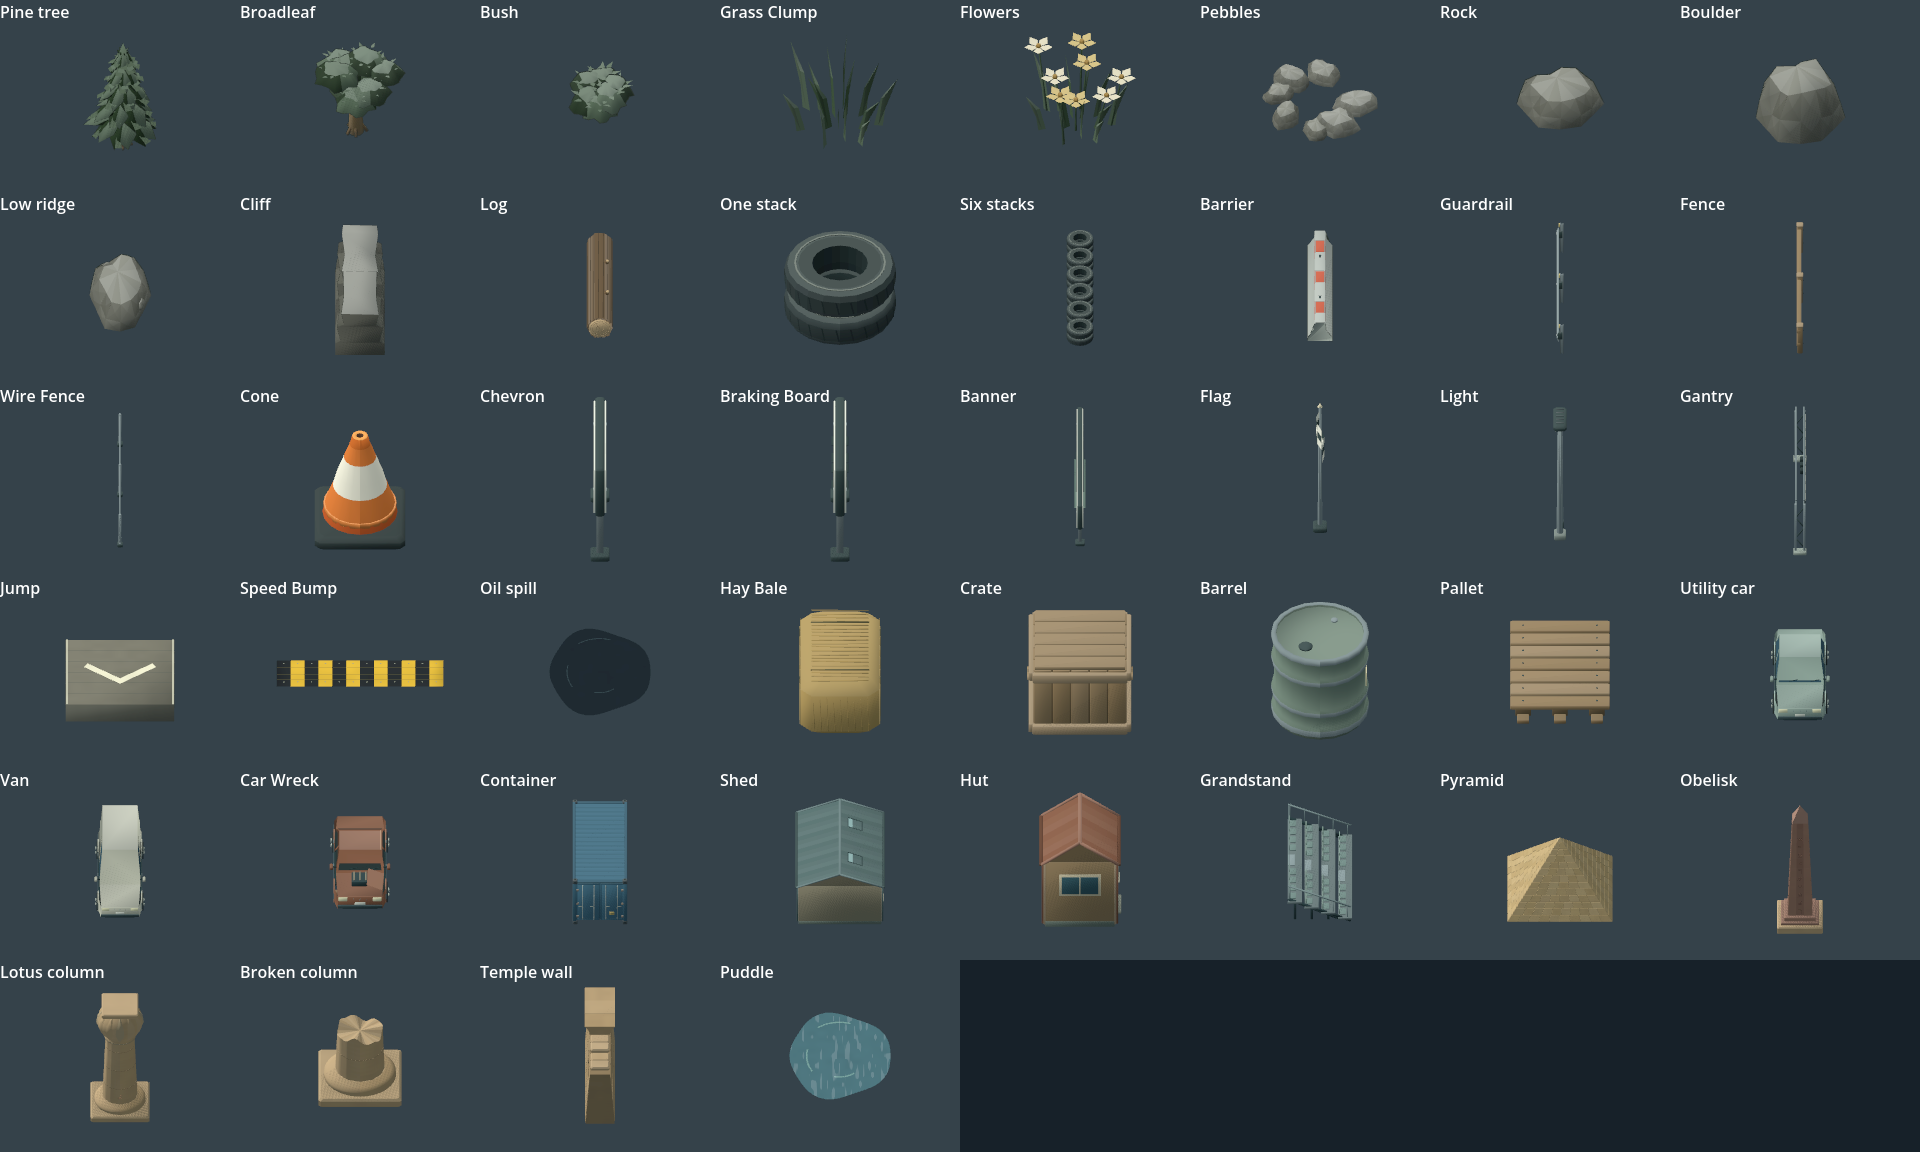 Pine tree
Broadleaf
Bush
Grass Clump
Flowers
Pebbles
Rock
Boulder
Low ridge
Cliff
Log
One stack
Six stacks
Barrier
Guardrail
Fence
Wire Fence
Cone
Chevron
Braking Board
Banner
Flag
Light
Gantry
Jump
Speed Bump
Oil spill
Hay Bale
Crate
Barrel
Pallet
Utility car
Van
Car Wreck
Container
Shed
Hut
Grandstand
Pyramid
Obelisk
Lotus column
Broken column
Temple wall
Puddle